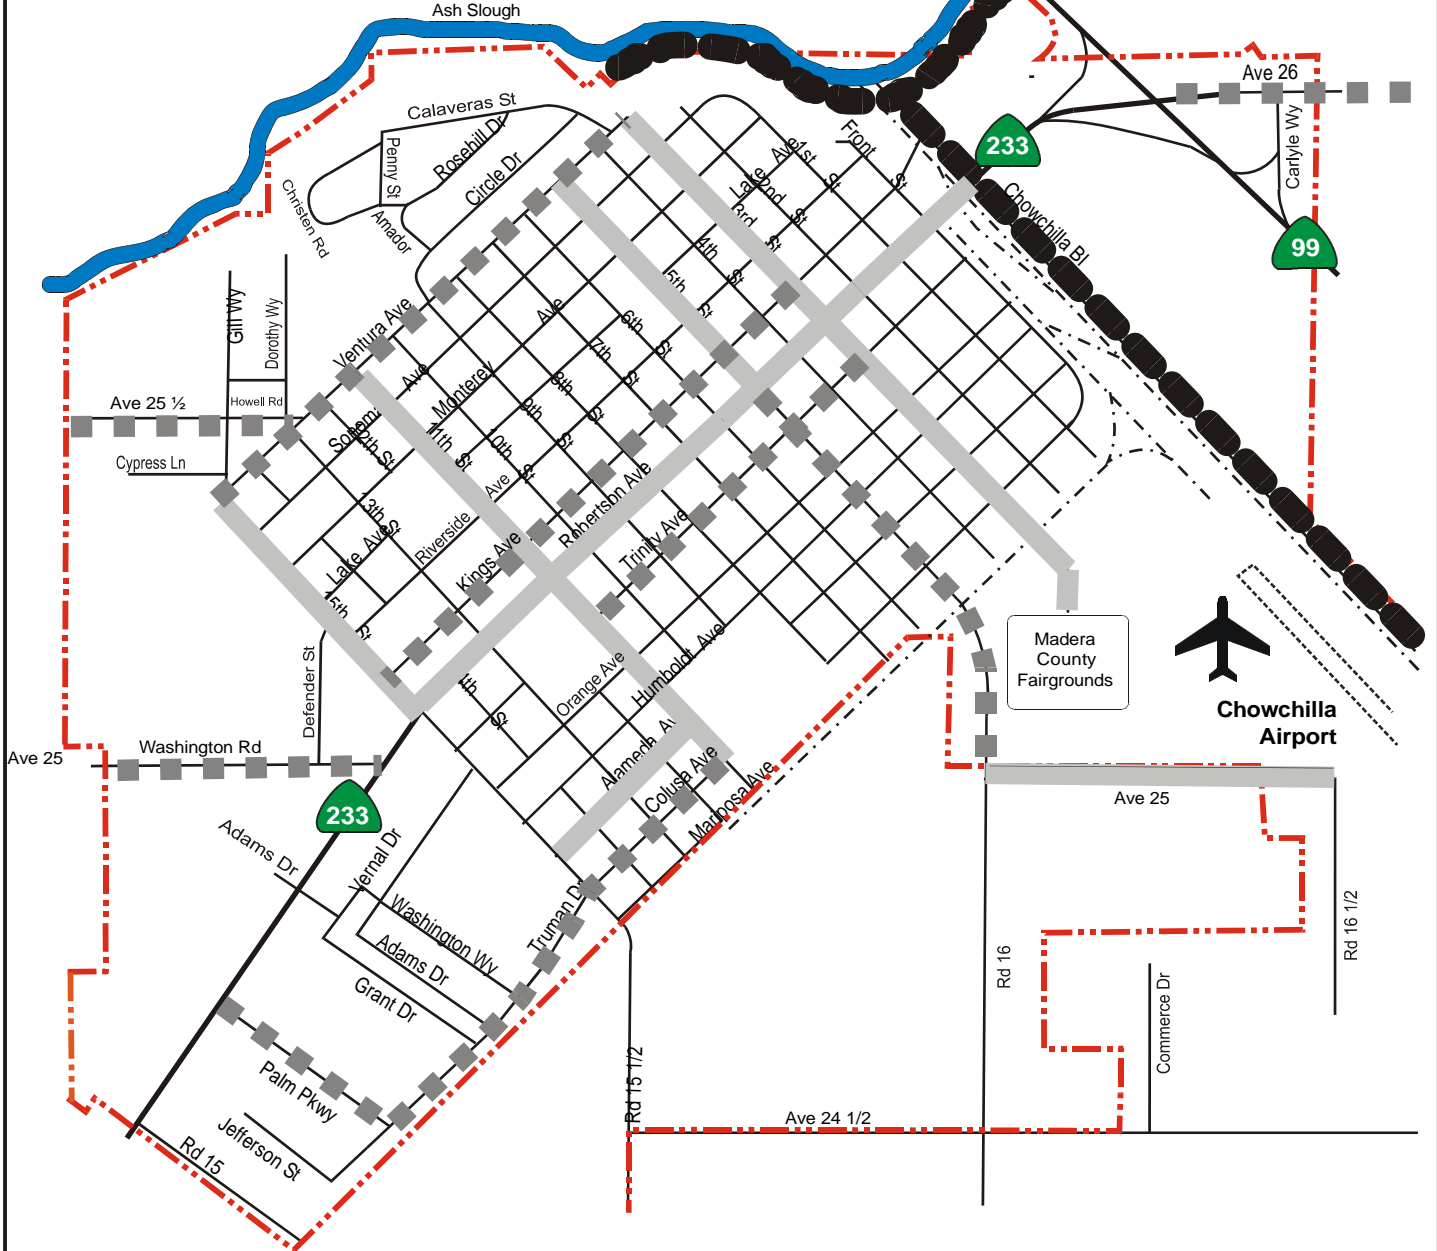 Ash Slough
Ave 26
Calaveras St
Rosehill Dr
Penny St
Circle Dr
Carlyle Wy
Front
St
233
Lake Ave
1st
St
2nd St
3rd St
Christen Rd
Amador
Chowchilla Bl
99
4th St
5th St
Gill Wy
Dorothy Wy
Ventura Ave
Ave
6th St
7th St
8th St
9th St
10th St
11th St
Ave
Monterey
Howell Rd
Ave 25 ½
Cypress Ln
13th St
Ave
Riverside
Robertson Ave
Trinity Ave
Kings Ave
Lake Ave
15th St
Defender St
Madera
County
Fairgrounds
Humboldt Ave
Orange Ave
St
Chowchilla
Airport
Washington Rd
Ave 25
Colusa Ave
Mariposa Ave
Ave 25
233
Adams Dr
Vernal Dr
Washington Wy
Truman Dr
Adams Dr
Grant Dr
Rd 16
Rd 16 1/2
Commerce Dr
Palm Pkwy
Rd 15 1/2
Ave 24 1/2
Jefferson St
Rd 15